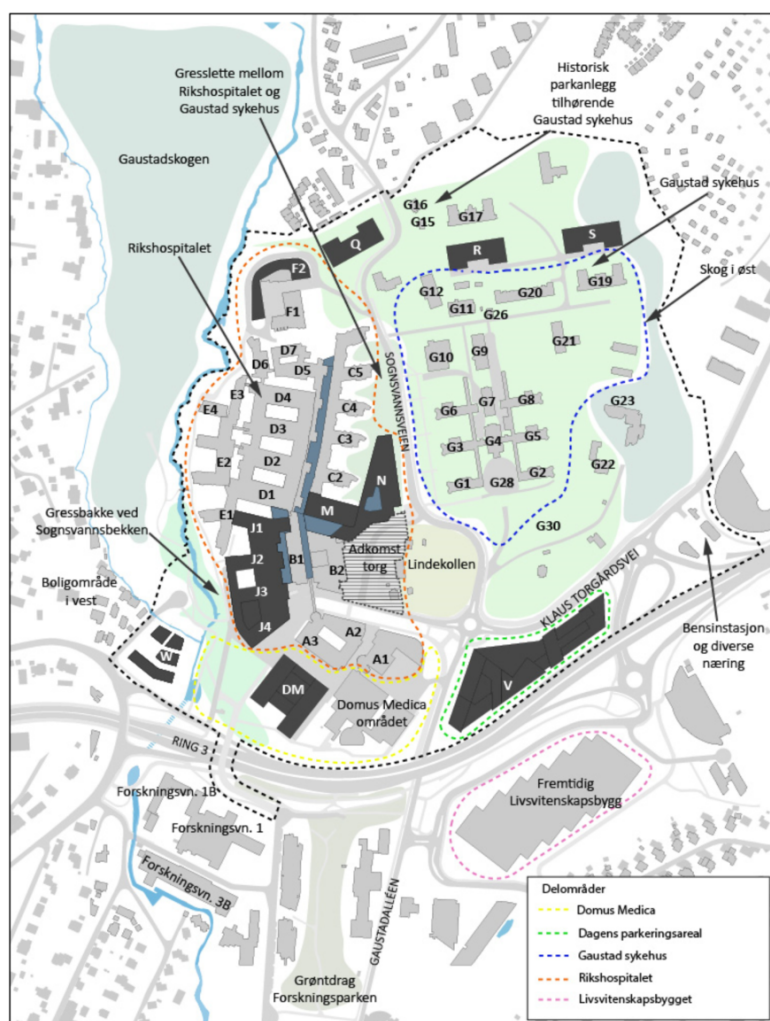 Gresslette mellom
Rikshospitalet og
Gaustad sykehus
Historisk
parkanlegg
tilhørende
Gaustad sykehus
Gaustadskogen
Gaustad sykehus
Rikshospitalet
Skog i øst
G16
G15
G17
Q
R
S
F2
F1
G12
G11
G20
G19
G26
G21
D7
D6
D5
C5
G10
G9
SOGNSVANNSVEIEN
E3
E4
D4
C4
G6
G7
G8
G23
D3
C3
G3
G4
G5
E2
D2
C2
G1
G28
G2
G22
N
D1
M
G30
E1
J1
Gressbakke ved
Sognsvannsbekken
J2
B1
B2
Adkomst
torg
Lindekollen
J3
J4
Boligområde
i vest
KLAUS TORGÅRDSVEI
Bensinstasjon
og diverse
næring
A3
A2
A1
W
DM
V
Domus Medica
området
RING 3
Fremtidig
Livsvitenskapsbygg
Forskningsvn. 1B
Forskningsvn. 1
Forskningsvn. 3B
GAUSTADALLÉEN
Grøntdrag
Forskningsparken
Delområder
Domus Medica
Dagens parkeringsareal
Gaustad sykehus
Rikshospitalet
Livsvitenskapsbygget